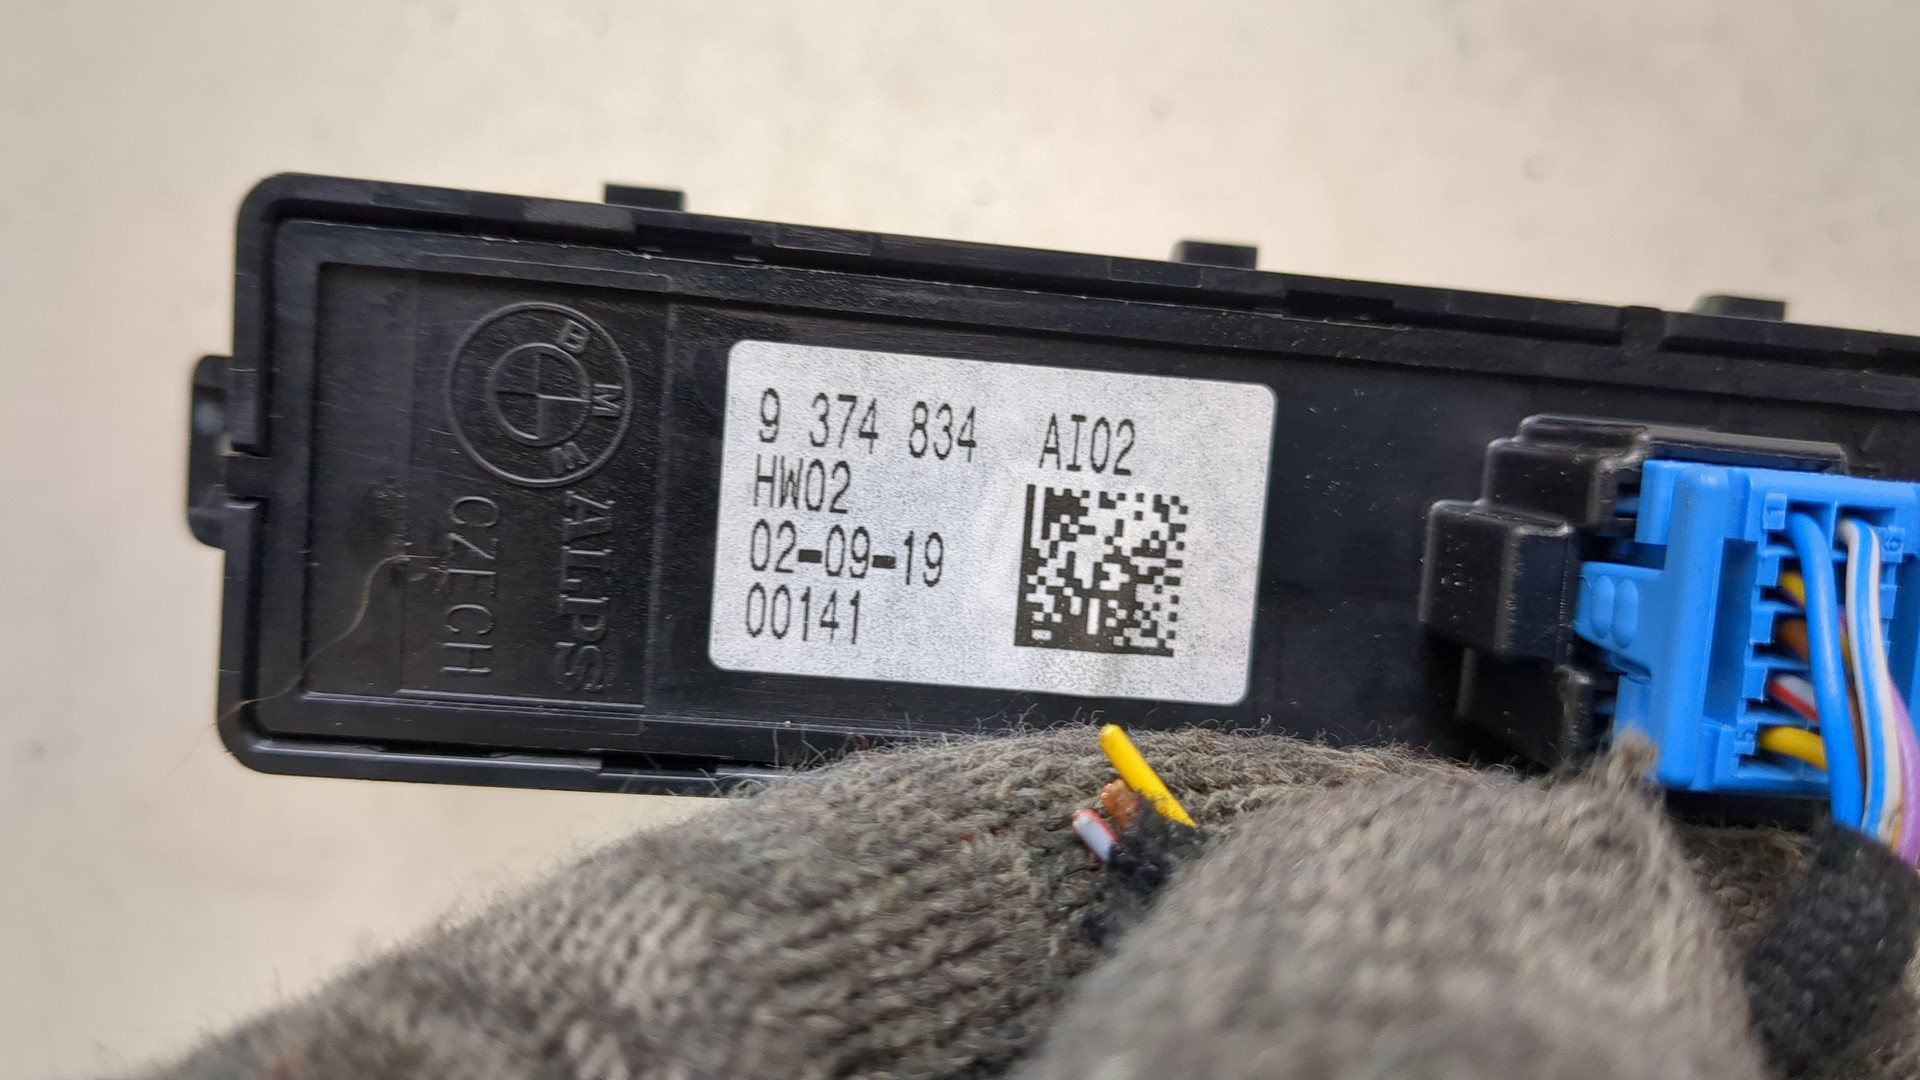 9 374 834 AI02
HW02
02-09-19
00141
BMW
ALPS
CZECH